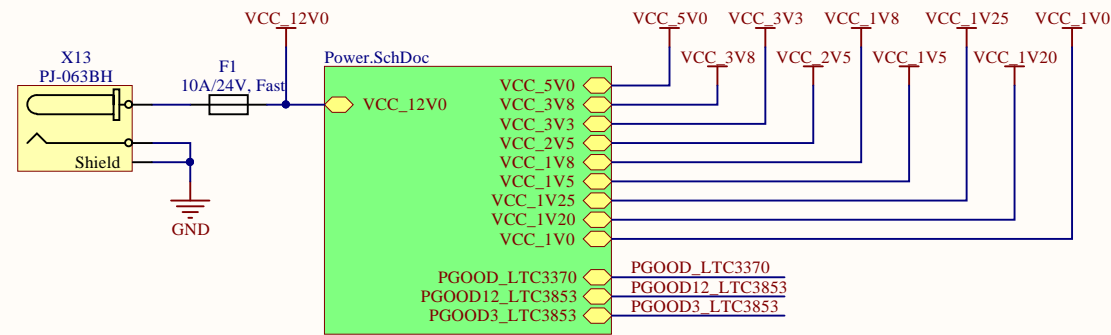 VCC_12V0
VCC_5V0 VCC_3V3 VCC_1V8 VCC_1V25 VCC_1V0
X13
PJ-063BH
F1
10A/24V, Fast
Power.SchDoc
VCC_3V8 VCC_2V5 VCC_1V5 VCC_1V20
VCC_12V0
VCC_5V0
VCC_3V8
VCC_3V3
VCC_2V5
VCC_1V8
VCC_1V5
VCC_1V25
VCC_1V20
VCC_1V0
Shield
GND
PGOOD_LTC3370 PGOOD_LTC3370
PGOOD12_LTC3853 PGOOD12_LTC3853
PGOOD3_LTC3853 PGOOD3_LTC3853